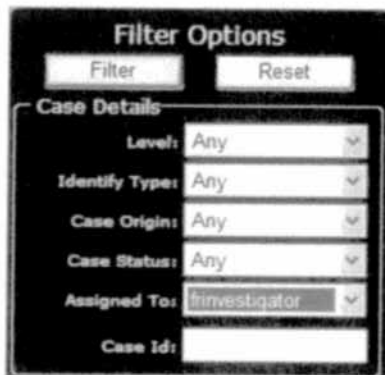 Filter Options
Filter Reset
Case Details
Level: Any
Identify Type: Any
Case Origin: Any
Case Status: Any
Assigned To: frinvestigator
Case Id: